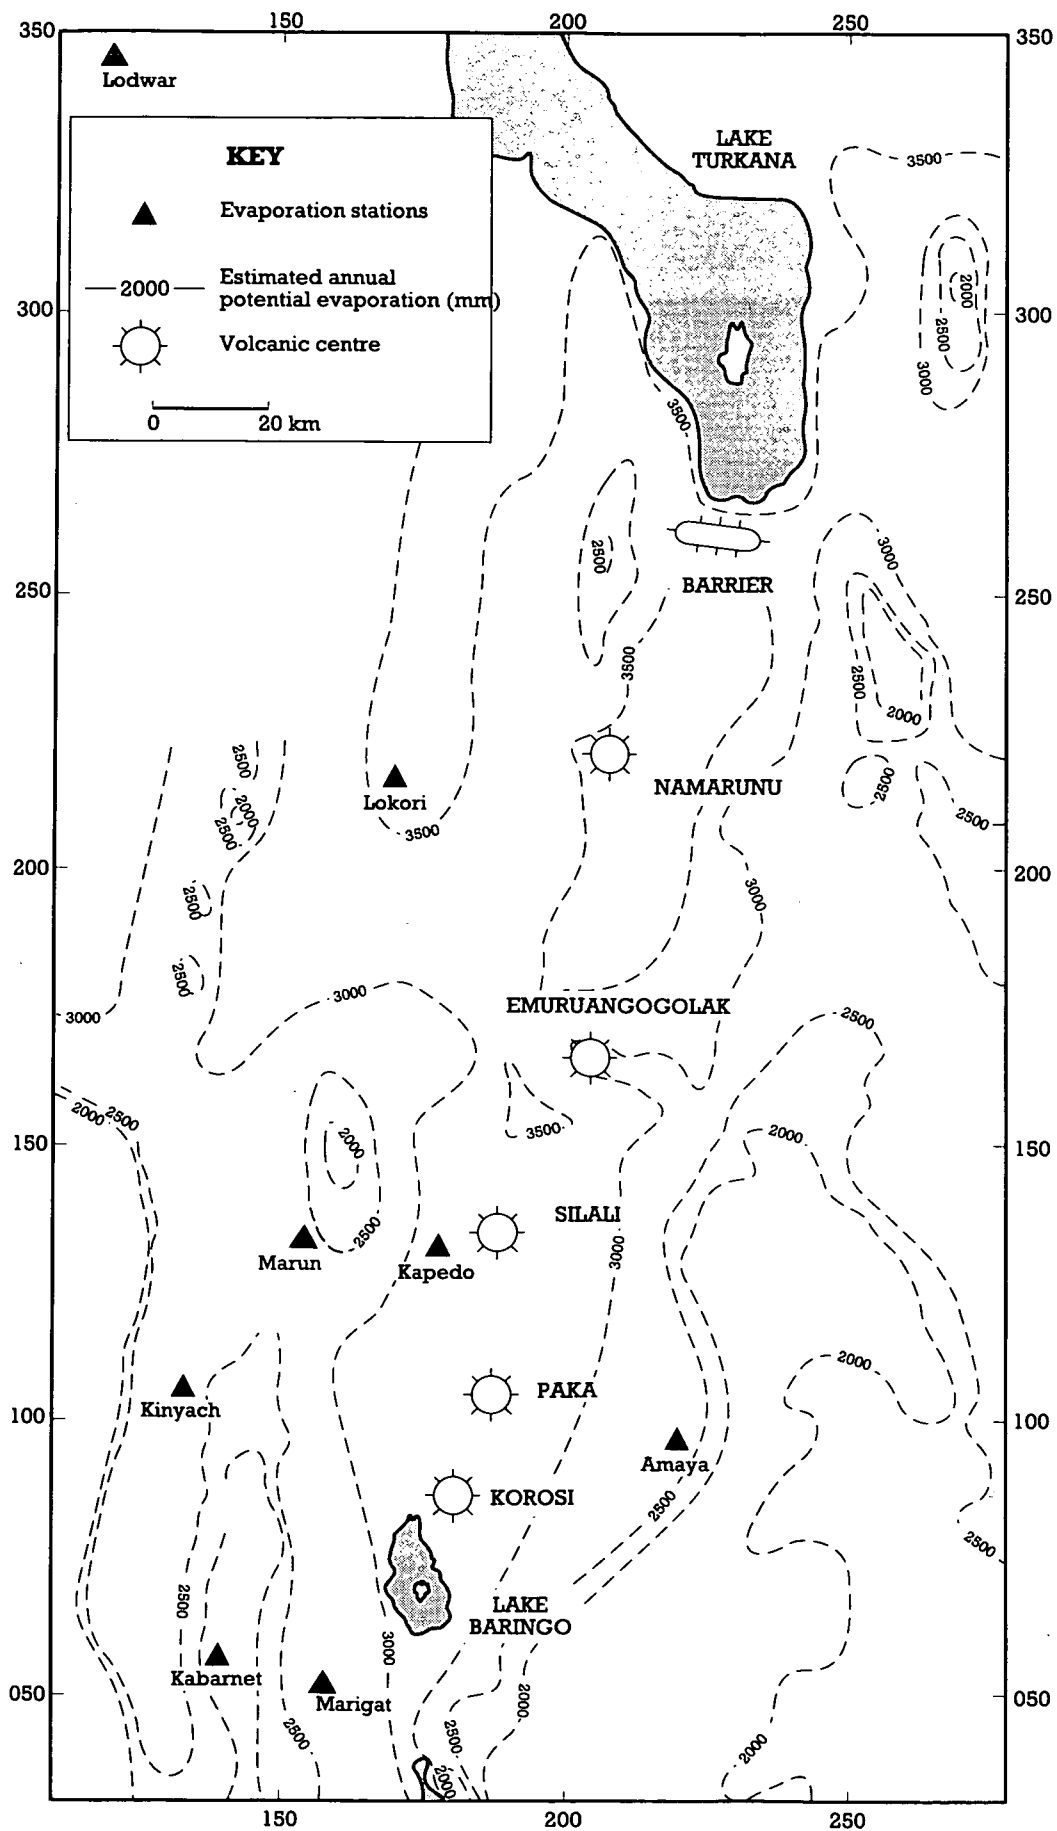 150 200 250
350 350
Lodwar
KEY
Evaporation stations
2000
Estimated annual
potential evaporation (mm)
Volcanic centre
0 20 km
LAKE
TURKANA
3500
2000
2500
3000
300 300
3500
3000
2500
BARRIER
250 250
3500
2500
2000
2500
NAMARUNU
2500
2000
2500
Lokori
3500
2500
200 200
2500
3000
2500
3000
3000
EMURUANGOGOLAK
2500
2000
2500
3500
2000
2000
150 150
SILALI
2500
3000
Marun
Kapedo
2000
PAKA
Kinyach
100 100
Amaya
KOROSI
2500
2500
2500
LAKE
BARINGO
3000
Kabarnet
Marigat
2000
050 050
2500
2500
2000
2000
150 200 250